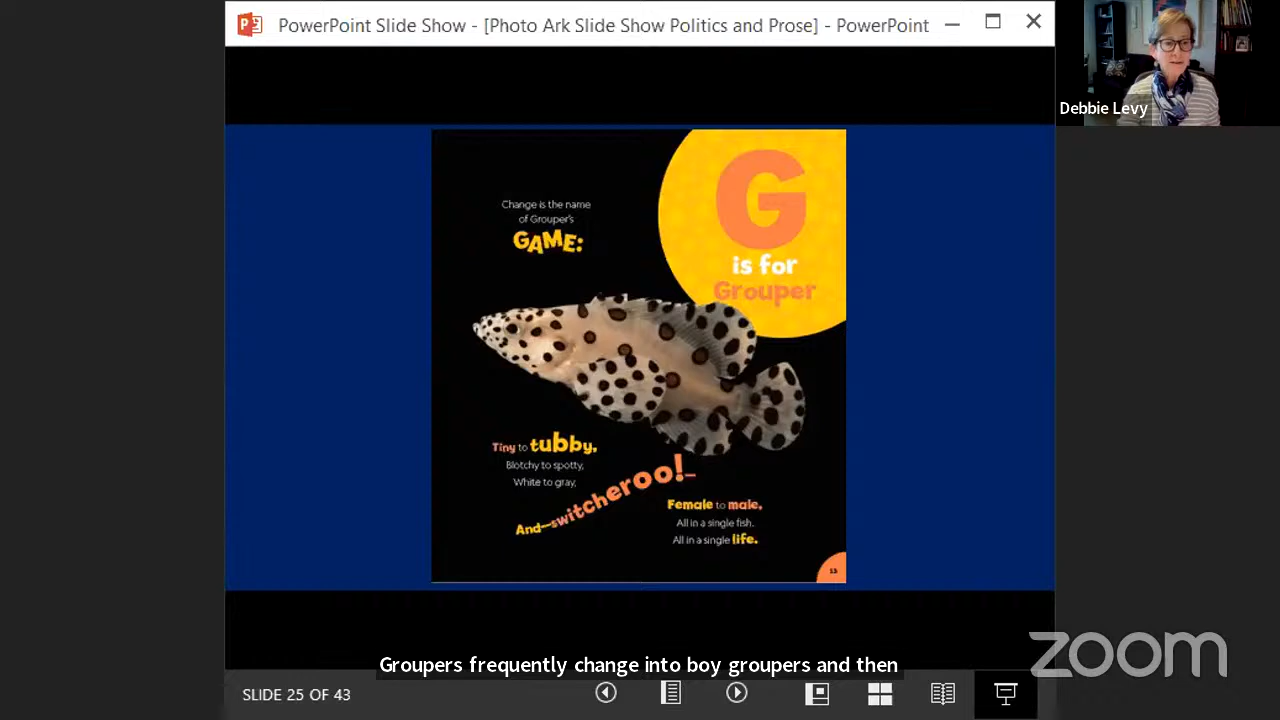 PowerPoint Slide Show - [Photo Ark Slide Show Politics and Prose] - PowerPoint
Debbie Levy
G
is for
Grouper
Change is the name
of Grouper's
GAME:
Tiny to tubby,
Blotchy to spotty,
White to gray,
And—switcheroo!—
Female to male,
All in a single fish.
All in a single life.
13
Groupers frequently change into boy groupers and then
zoom
SLIDE 25 OF 43